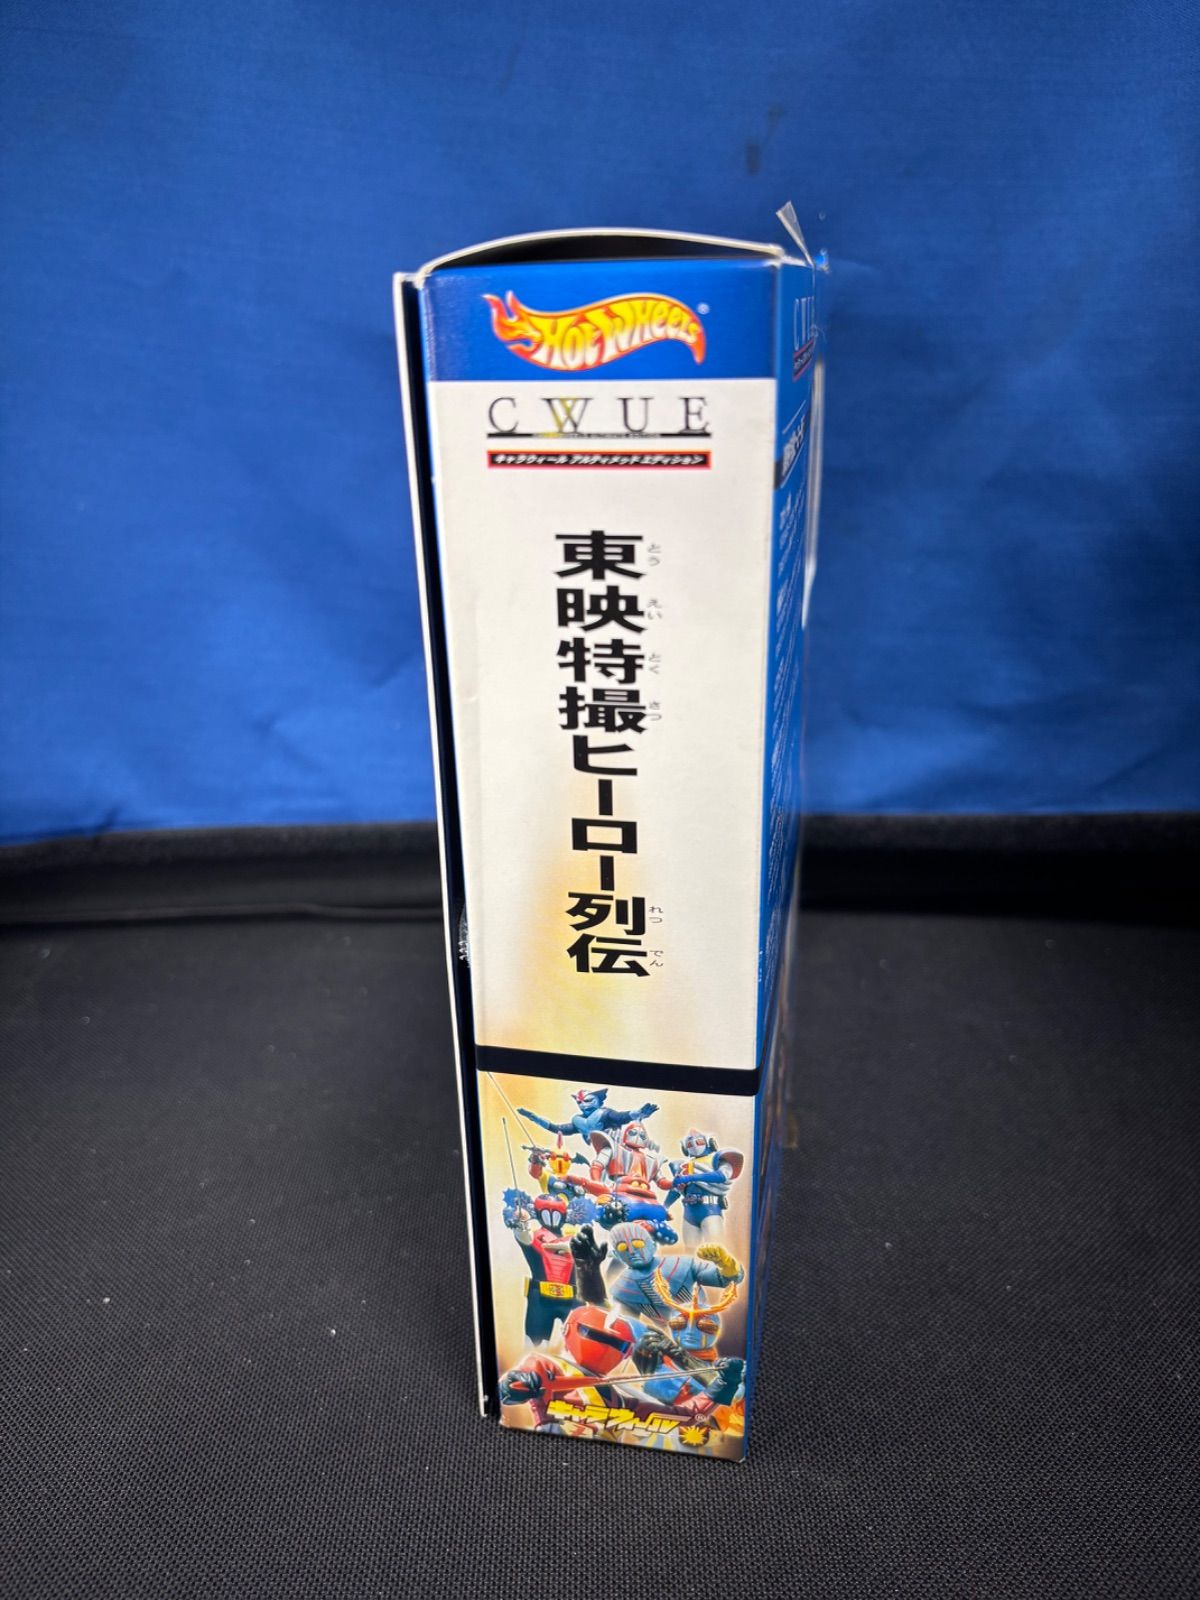 Hot Wheels®
CWUE
キャラウィール アルティメット エディション
東映特撮ヒーロー列伝
とう えい とく さつ れつ でん
キャラウィール®